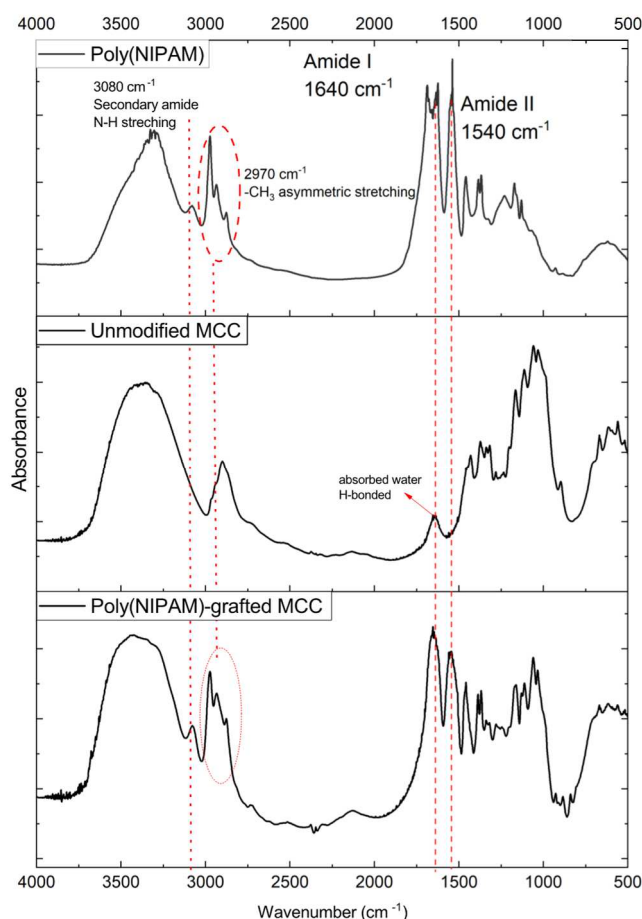 4000 3500 3000 2500 2000 1500 1000 500
Poly(NIPAM)
3080 cm⁻¹
Secondary amide
N-H streching
Amide I
1640 cm⁻¹
Amide II
1540 cm⁻¹
2970 cm⁻¹
-CH₃ asymmetric stretching
Unmodified MCC
Absorbance
absorbed water
H-bonded
Poly(NIPAM)-grafted MCC
4000 3500 3000 2500 2000 1500 1000 500
Wavenumber (cm⁻¹)